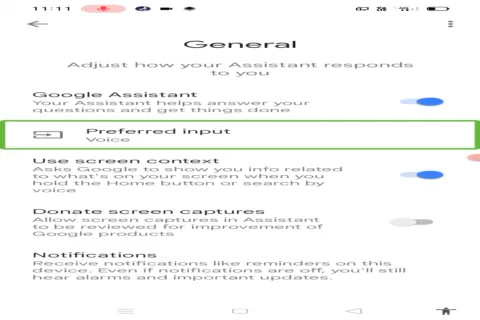 11:11
General
Adjust how your Assistant responds
to you
Google Assistant
Your Assistant helps answer your
questions and get things done
Preferred input
Voice
Use screen context
Asks Google to show you info related
to what's on your screen when you
hold the Home button or search by
voice
Donate screen captures
Allow screen captures in Assistant
to be reviewed for improvement of
Google products
Notifications
Receive notifications like reminders on this
device. Even if notifications are off, you'll still
hear alarms and important updates.